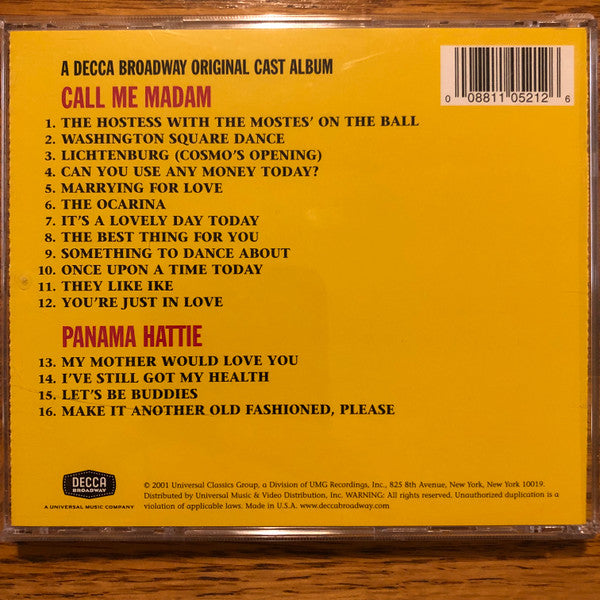 A DECCA BROADWAY ORIGINAL CAST ALBUM
CALL ME MADAM
1. THE HOSTESS WITH THE MOSTES' ON THE BALL
2. WASHINGTON SQUARE DANCE
3. LICHTENBURG (COSMO'S OPENING)
4. CAN YOU USE ANY MONEY TODAY?
5. MARRYING FOR LOVE
6. THE OCARINA
7. IT'S A LOVELY DAY TODAY
8. THE BEST THING FOR YOU
9. SOMETHING TO DANCE ABOUT
10. ONCE UPON A TIME TODAY
11. THEY LIKE IKE
12. YOU'RE JUST IN LOVE
PANAMA HATTIE
13. MY MOTHER WOULD LOVE YOU
14. I'VE STILL GOT MY HEALTH
15. LET'S BE BUDDIES
16. MAKE IT ANOTHER OLD FASHIONED, PLEASE
0 08811 05212 6
DECCA
BROADWAY
A UNIVERSAL MUSIC COMPANY
© 2001 Universal Classics Group, a Division of UMG Recordings, Inc., 825 8th Avenue, New York, New York 10019.
Distributed by Universal Music & Video Distribution, Inc. WARNING: All rights reserved. Unauthorized duplication is a
violation of applicable laws. Made in U.S.A. www.deccabroadway.com